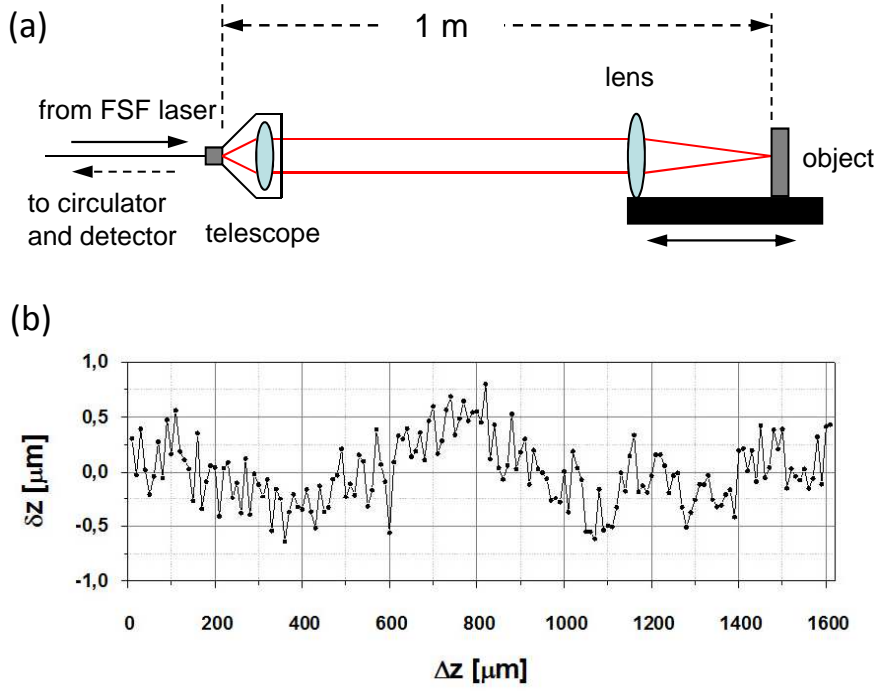 (a)
1 m
lens
from FSF laser
object
to circulator
and detector
telescope
(b)
1,0
0,5
0,0
-0,5
-1,0
δz [μm]
0 200 400 600 800 1000 1200 1400 1600
Δz [μm]